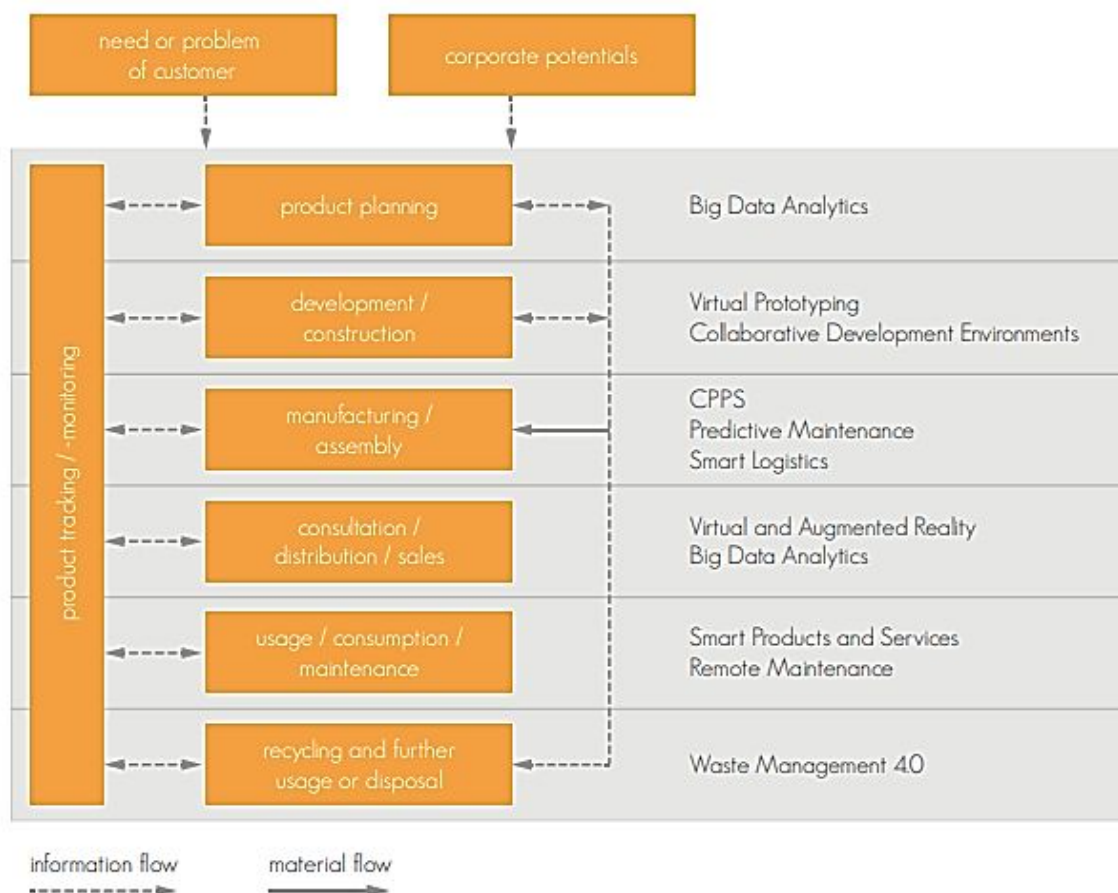 need or problem
of customer
corporate potentials
product tracking / -monitoring
product planning
Big Data Analytics
development /
construction
Virtual Prototyping
Collaborative Development Environments
manufacturing /
assembly
CPPS
Predictive Maintenance
Smart Logistics
consultation /
distribution / sales
Virtual and Augmented Reality
Big Data Analytics
usage / consumption /
maintenance
Smart Products and Services
Remote Maintenance
recycling and further
usage or disposal
Waste Management 4.0
information flow
material flow